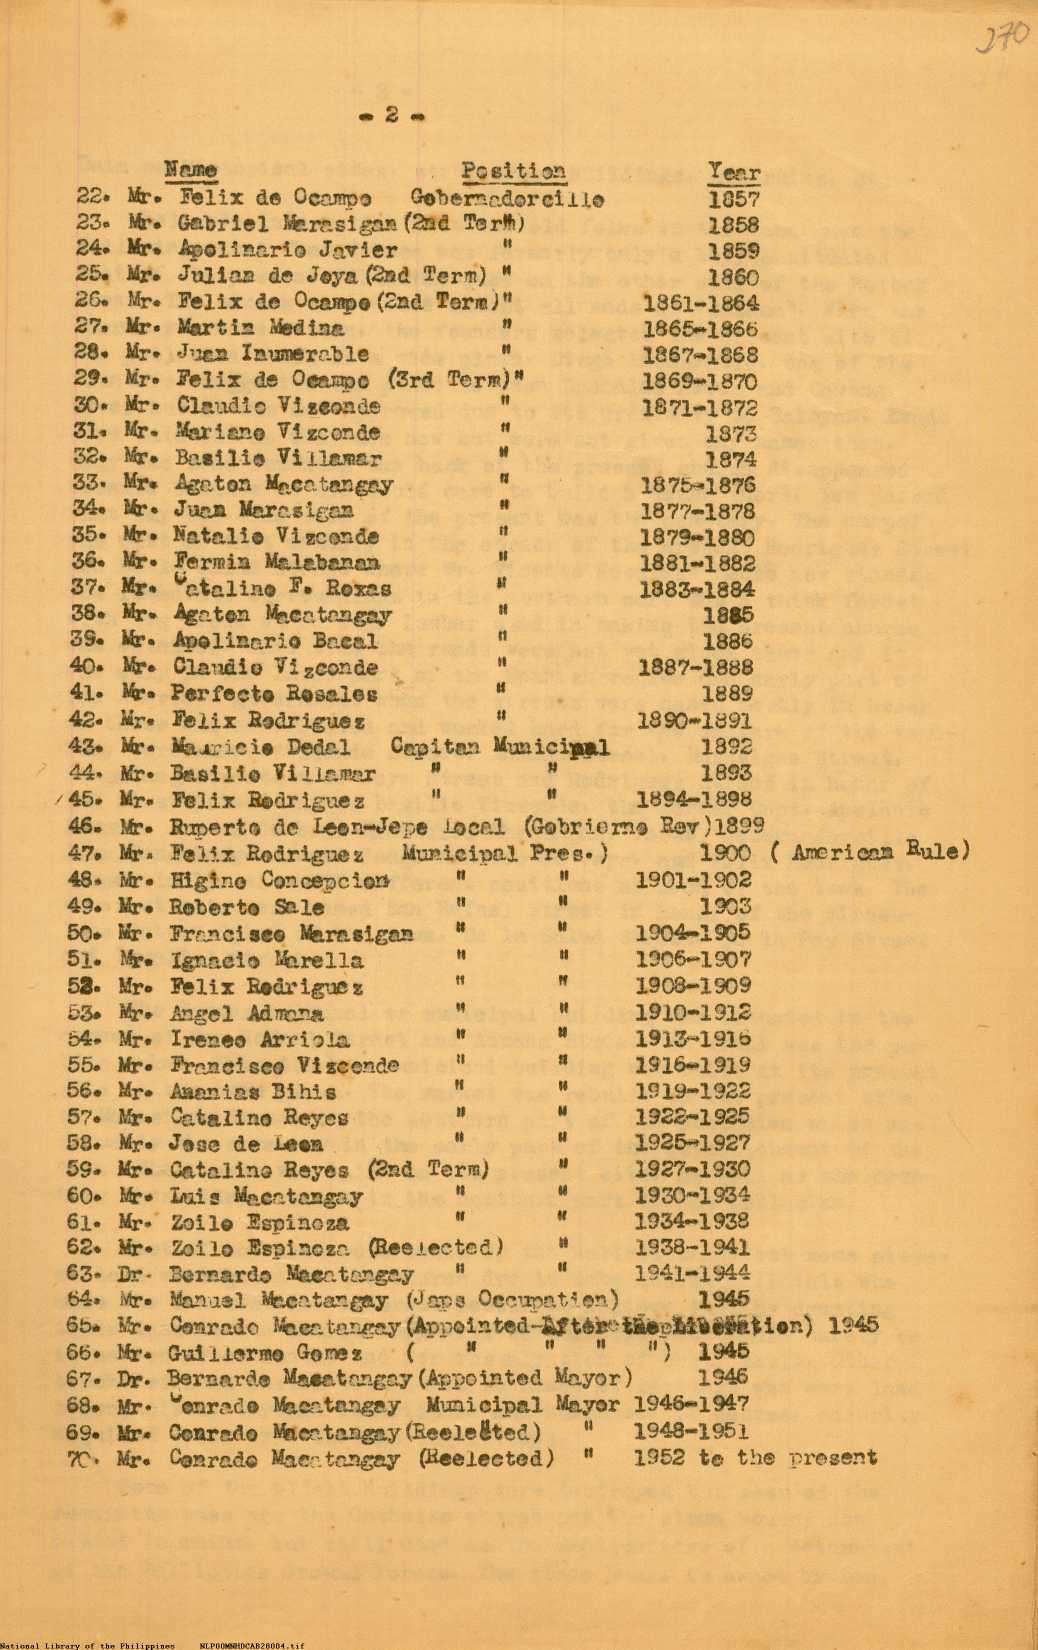 270
- 2 -
Name Position Year
22. Mr. Felix de Ocampo Gobernadorcillo 1857
23. Mr. Gabriel Marasigan (2nd Term) 1858
24. Mr. Apolinario Javier " 1859
25. Mr. Julian de Joya (2nd Term) " 1860
26. Mr. Felix de Ocampo (2nd Term)" 1861-1864
27. Mr. Martin Medina " 1865-1866
28. Mr. Juan Inumerable " 1867-1868
29. Mr. Felix de Ocampo (3rd Term)" 1869-1870
30. Mr. Claudio Vizconde " 1871-1872
31. Mr. Mariano Vizconde " 1873
32. Mr. Basilio Villamar " 1874
33. Mr. Agaton Macatangay " 1875-1876
34. Mr. Juan Marasigan " 1877-1878
35. Mr. Natalio Vizconde " 1879-1880
36. Mr. Fermin Malabanan " 1881-1882
37. Mr. Catalino F. Roxas " 1883-1884
38. Mr. Agaton Macatangay " 1885
39. Mr. Apolinario Bacal " 1886
40. Mr. Claudio Vizconde " 1887-1888
41. Mr. Perfecto Rosales " 1889
42. Mr. Felix Rodriguez " 1890-1891
43. Mr. Mauricio Dedal Capitan Municipal 1892
44. Mr. Basilio Villamar " " 1893
45. Mr. Felix Rodriguez " " 1894-1898
46. Mr. Ruperto de Leon-Jepe Local (Gobrierno Rev)1899
47. Mr. Felix Rodriguez Municipal Pres.) 1900 ( American Rule)
48. Mr. Higino Concepcion " " 1901-1902
49. Mr. Roberto Sale " " 1903
50. Mr. Francisco Marasigan " " 1904-1905
51. Mr. Ignacio Marella " " 1906-1907
52. Mr. Felix Rodriguez " " 1908-1909
53. Mr. Angel Admana " " 1910-1912
54. Mr. Ireneo Arriola " " 1913-1916
55. Mr. Francisco Vizconde " " 1916-1919
56. Mr. Ananias Bihis " " 1919-1922
57. Mr. Catalino Reyes " " 1922-1925
58. Mr. Jose de Leon " " 1925-1927
59. Mr. Catalino Reyes (2nd Term) " 1927-1930
60. Mr. Luis Macatangay " " 1930-1934
61. Mr. Zoilo Espinoza " " 1934-1938
62. Mr. Zoilo Espinoza (Reelected) " 1938-1941
63. Dr. Bernardo Macatangay " " 1941-1944
64. Mr. Manuel Macatangay (Japs Occupation) 1945
65. Mr. Conrado Macatangay (Appointed-After the Liberation) 1945
66. Mr. Guillermo Gomez ( " " " ") 1945
67. Dr. Bernardo Macatangay (Appointed Mayor) 1946
68. Mr. Conrado Macatangay Municipal Mayor 1946-1947
69. Mr. Conrado Macatangay (Reelected) " 1948-1951
70. Mr. Conrado Macatangay (Reelected) " 1952 to the present
National Library of the Philippines NLPOOMNHDCAB28004.tif